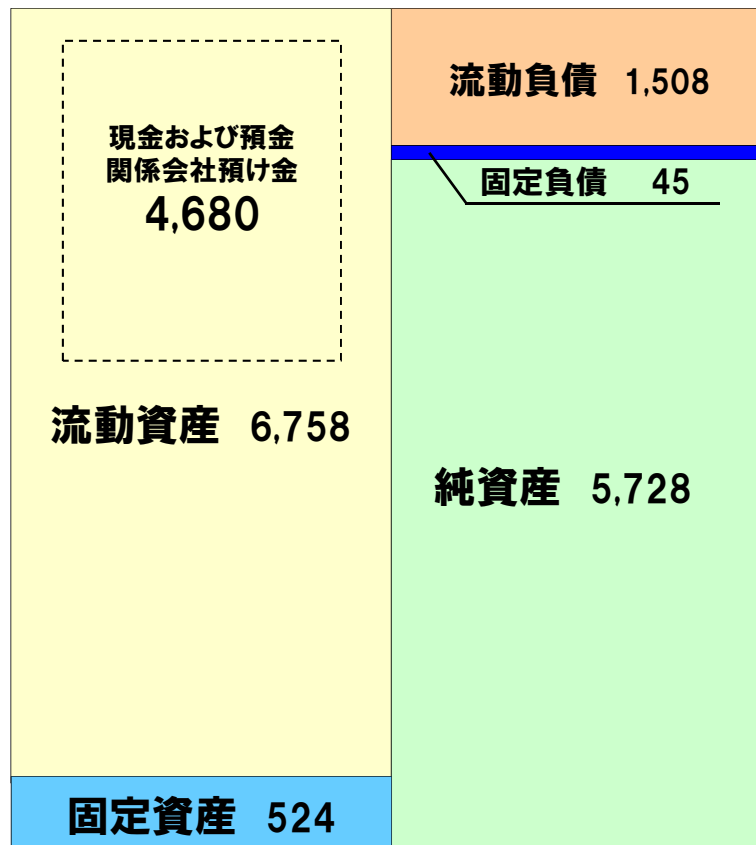 現金および預金
関係会社預け金
4,680
流動資産 6,758
固定資産 524
流動負債 1,508
固定負債 45
純資産 5,728